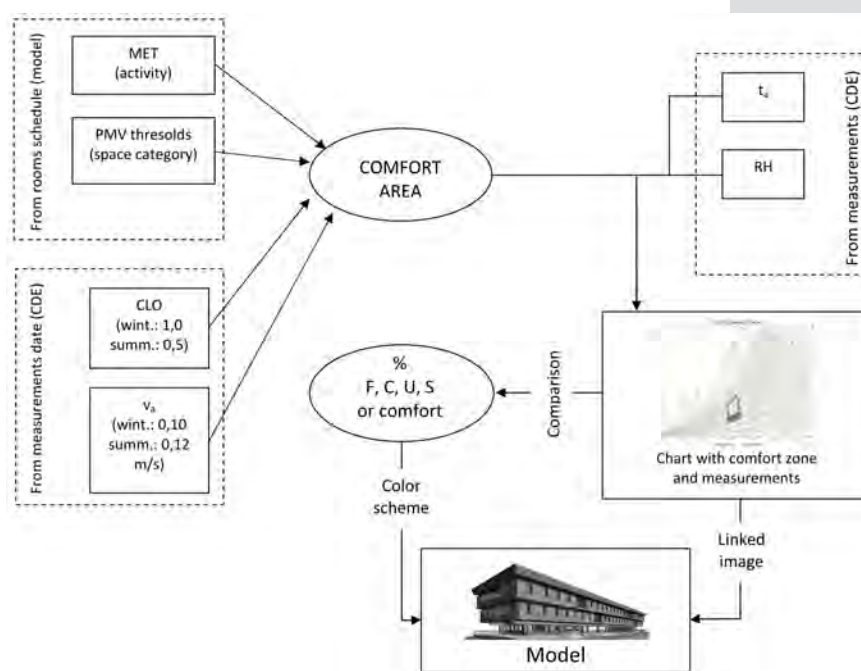 From rooms schedule (model)
MET
(activity)
PMV thresolds
(space category)
From measurements date (CDE)
CLO
(wint.: 1,0
summ.: 0,5)
va
(wint.: 0,10
summ.: 0,12
m/s)
COMFORT
AREA
From measurements (CDE)
RH
Chart with comfort zone
and measurements
Comparison
%
F, C, U, S
or comfort
Color
scheme
Linked
image
Model